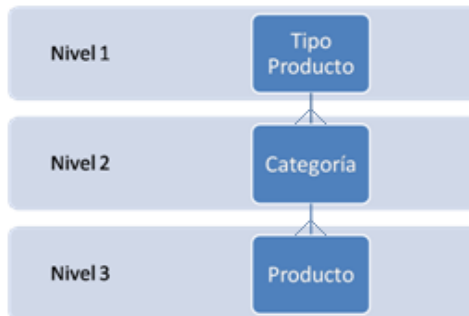 Nivel 1
Tipo
Producto
Nivel 2
Categoría
Nivel 3
Producto